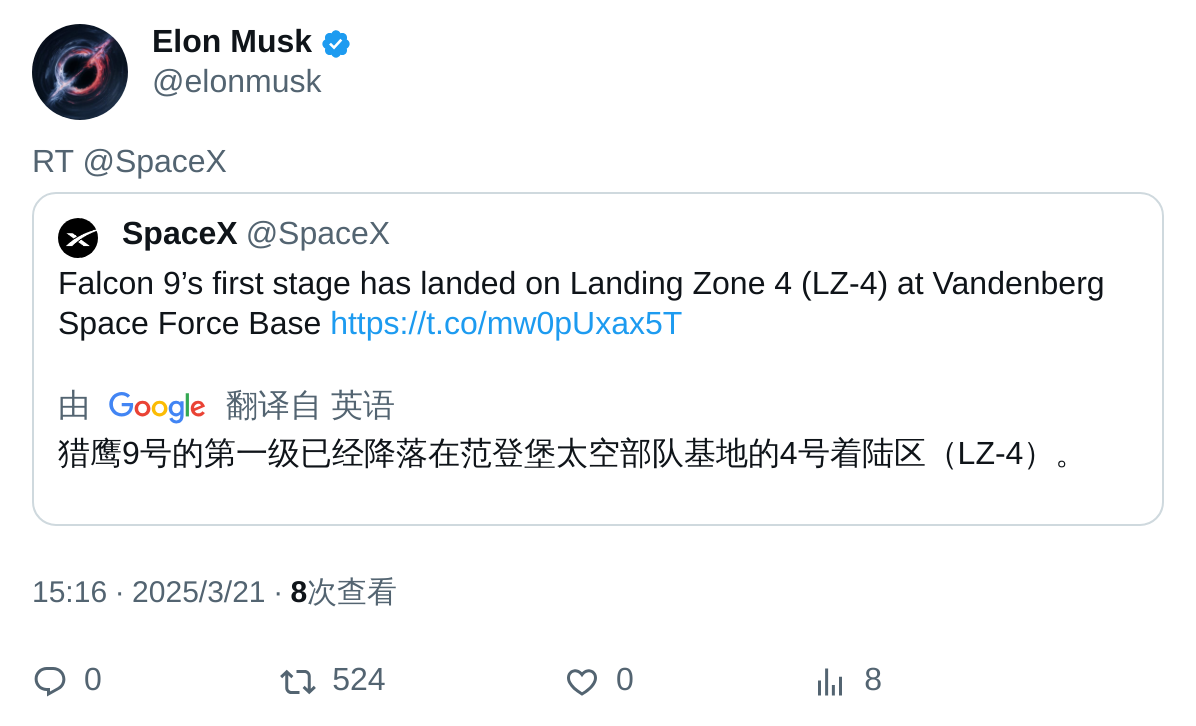 Elon Musk
@elonmusk
RT @SpaceX
SpaceX @SpaceX
Falcon 9’s first stage has landed on Landing Zone 4 (LZ-4) at Vandenberg
Space Force Base https://t.co/mw0pUxax5T
由 Google 翻译自 英语
猎鹰9号的第一级已经降落在范登堡太空部队基地的4号着陆区（LZ-4）。
15:16 · 2025/3/21 · 8次查看
0 524 0 8